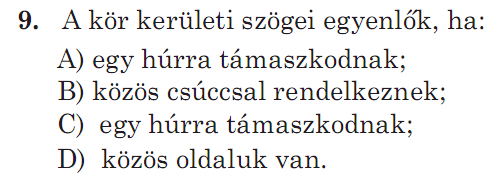 9. A kör kerületi szögei egyenlők, ha:
A) egy húrra támaszkodnak;
B) közös csúccsal rendelkeznek;
C) egy húrra támaszkodnak;
D) közös oldaluk van.